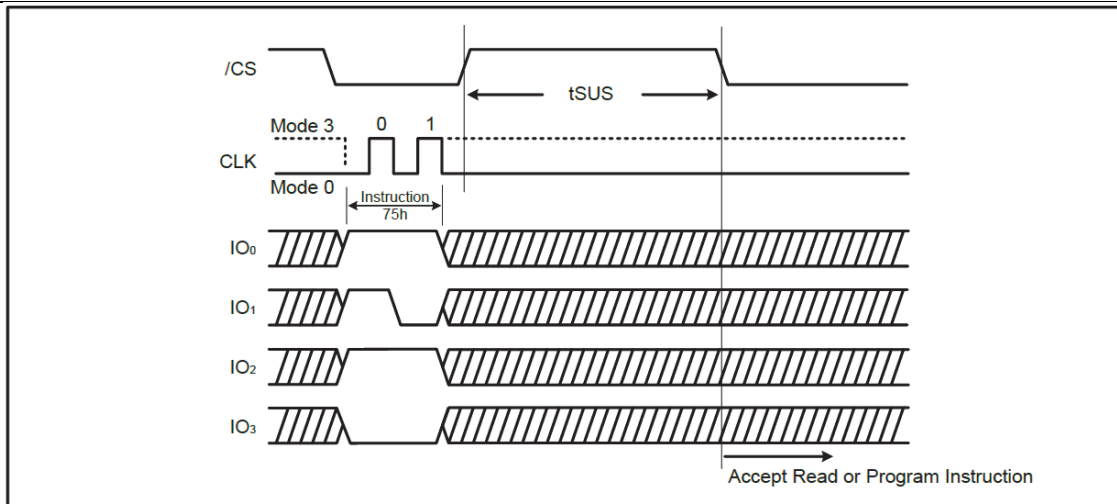 /CS
tSUS
Mode 3 0 1
CLK
Mode 0
Instruction
75h
IO₀
IO₁
IO₂
IO₃
Accept Read or Program Instruction